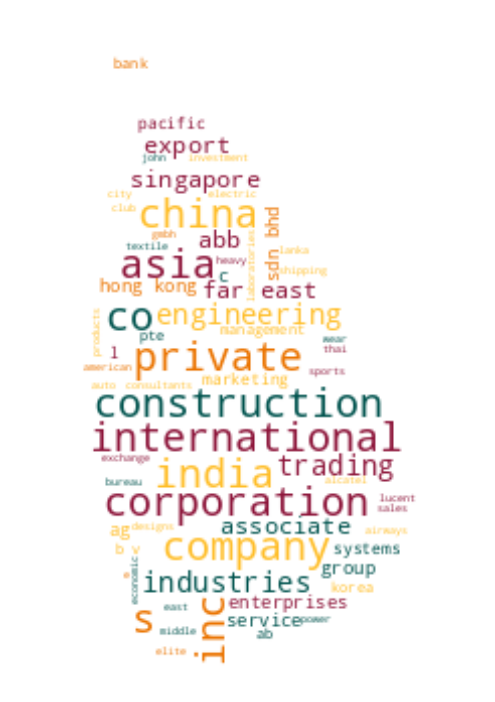 bank
pacific
export
john investment
singapore
city electric
club china
gmbh sdn bhd
textile abb laboratories lanka
asia heavy shipping
c
hong kong far east
co engineering
products management
pte wear
l private thai
american sports
auto consultants marketing
construction
international
exchange trading
india
bureau alcatel
corporation lucent
sales
ag designs associate airways
b v company systems
e economic group
industries korea
east enterprises
s inc service power
middle ab
elite